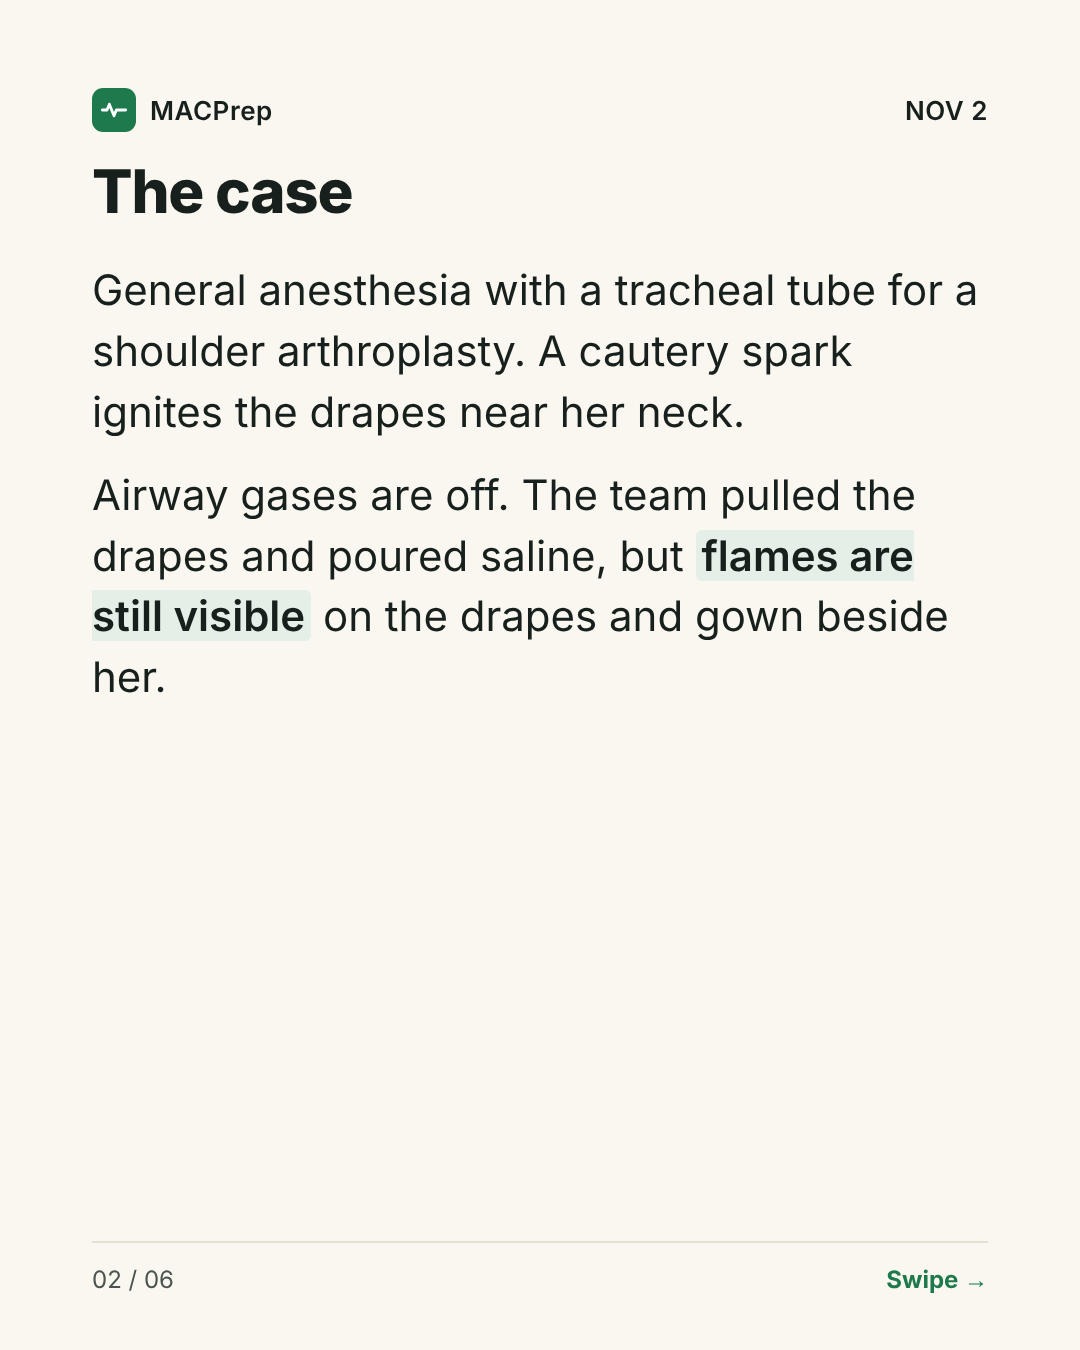 MACPrep
NOV 2
The case
General anesthesia with a tracheal tube for a
shoulder arthroplasty. A cautery spark
ignites the drapes near her neck.
Airway gases are off. The team pulled the
drapes and poured saline, but flames are
still visible on the drapes and gown beside
her.
02 / 06
Swipe →